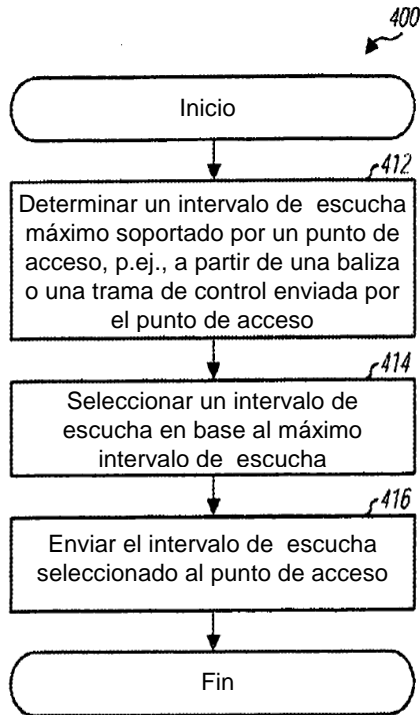 400
Inicio
412
Determinar un intervalo de escucha
máximo soportado por un punto de
acceso, p.ej., a partir de una baliza
o una trama de control enviada por
el punto de acceso
414
Seleccionar un intervalo de
escucha en base al máximo
intervalo de escucha
416
Enviar el intervalo de escucha
seleccionado al punto de acceso
Fin